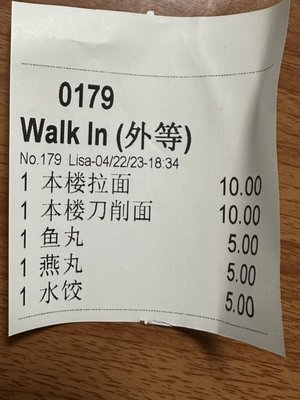 0179
Walk In (外等)
No.179 Lisa-04/22/23-18:34
1 本楼拉面 10.00
1 本楼刀削面 10.00
1 鱼丸 5.00
1 燕丸 5.00
1 水饺 5.00